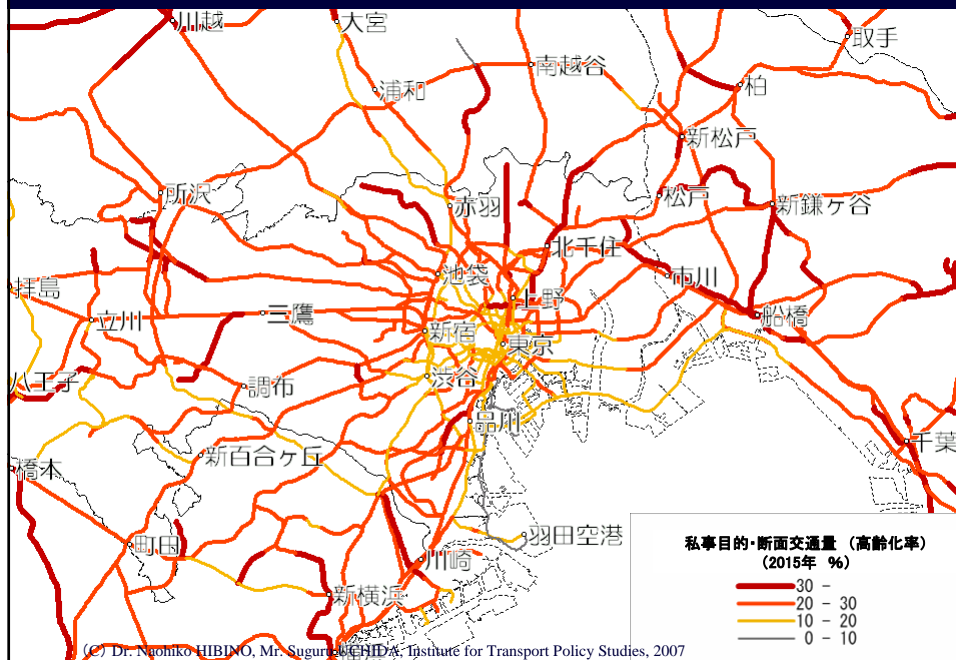 川越
大宮
取手
南越谷
柏
浦和
新松戸
所沢
赤羽
松戸
新鎌ヶ谷
北千住
池袋
市川
拝島
上野
三鷹
立川
船橋
新宿
東京
八王子
調布
渋谷
品川
新百合ヶ丘
千葉
橋本
羽田空港
町田
川崎
新横浜
私事目的・断面交通量 (高齢化率)
(2015年 %)
30 -
20 - 30
10 - 20
0 - 10
(C) Dr. Naohiko HIBINO, Mr. Suguru UCHIDA, Institute for Transport Policy Studies, 2007